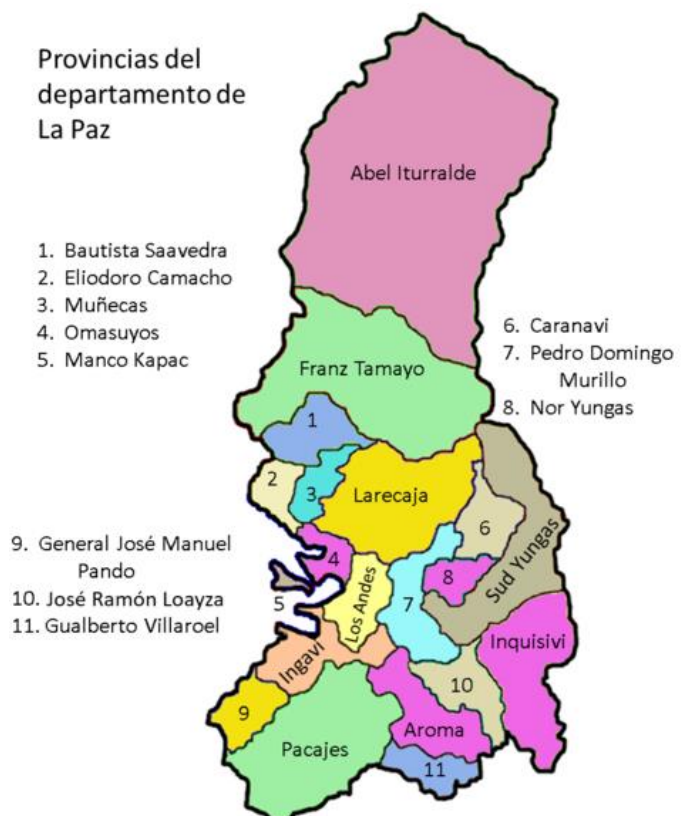 Provincias del
departamento de
La Paz
Abel Iturralde
1. Bautista Saavedra
2. Eliodoro Camacho
3. Muñecas
4. Omasuyos
5. Manco Kapac
6. Caranavi
7. Pedro Domingo
Murillo
8. Nor Yungas
Franz Tamayo
1
2
3
Larecaja
6
4
8
Sud Yungas
9. General José Manuel
Pando
10. José Ramón Loayza
11. Gualberto Villaroel
5
Los Andes
7
Ingavi
Inquisivi
10
9
Aroma
Pacajes
11